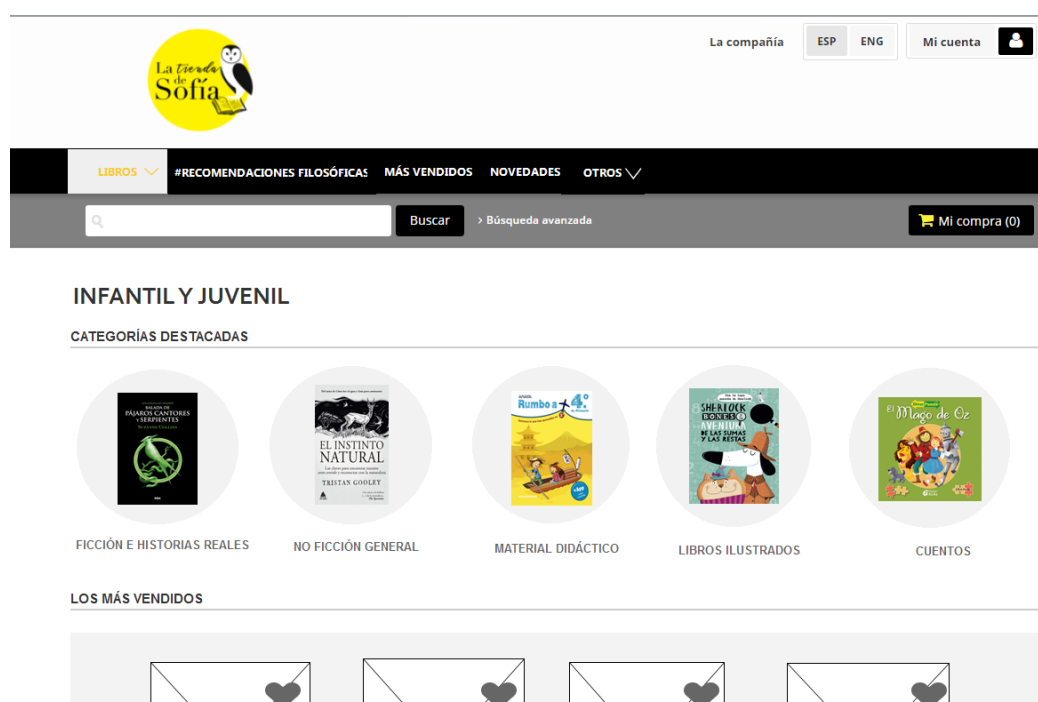 La tienda
de
Sofía
La compañía
ESP
ENG
Mi cuenta
LIBROS
#RECOMENDACIONES FILOSÓFICAS
MÁS VENDIDOS
NOVEDADES
OTROS
Buscar
> Búsqueda avanzada
Mi compra (0)
INFANTIL Y JUVENIL
CATEGORÍAS DESTACADAS
BALADA DE
PÁJAROS CANTORES
Y SERPIENTES
SUZANNE COLLINS
EL INSTINTO
NATURAL
TRISTAN GOOLEY
Rumbo a 4.º
SHERLOCK
BONES
AVENTURA
DE LAS SUMAS
Y LAS RESTAS
El Mago de Oz
FICCIÓN E HISTORIAS REALES
NO FICCIÓN GENERAL
MATERIAL DIDÁCTICO
LIBROS ILUSTRADOS
CUENTOS
LOS MÁS VENDIDOS